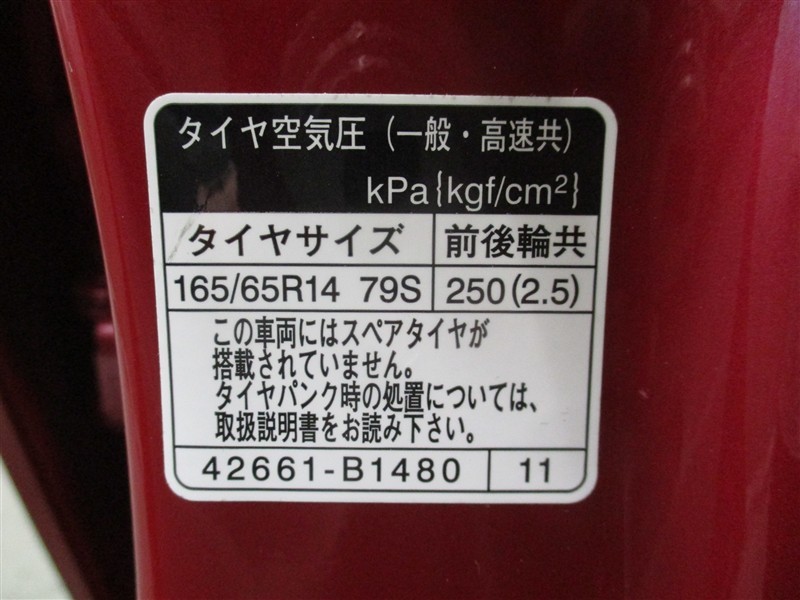 タイヤ空気圧（一般・高速共）
kPa{kgf/cm²}
タイヤサイズ 前後輪共
165/65R14 79S 250(2.5)
この車両にはスペアタイヤが
搭載されていません。
タイヤパンク時の処置については、
取扱説明書をお読み下さい。
42661-B1480 11